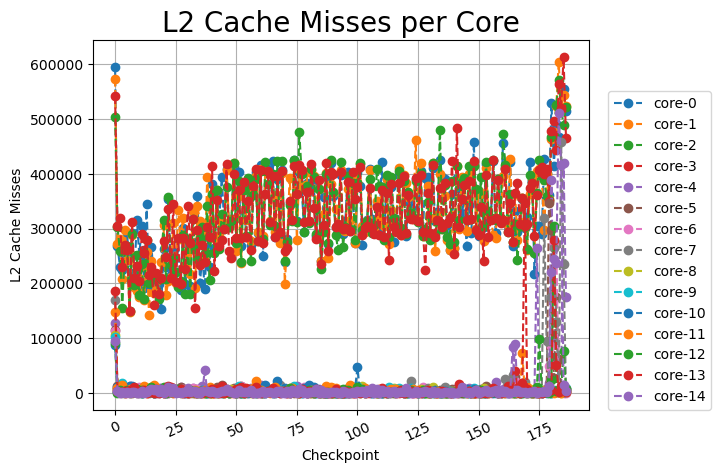 L2 Cache Misses per Core
600000
500000
400000
300000
200000
100000
0
L2 Cache Misses
0
25
50
75
100
125
150
175
Checkpoint
core-0
core-1
core-2
core-3
core-4
core-5
core-6
core-7
core-8
core-9
core-10
core-11
core-12
core-13
core-14